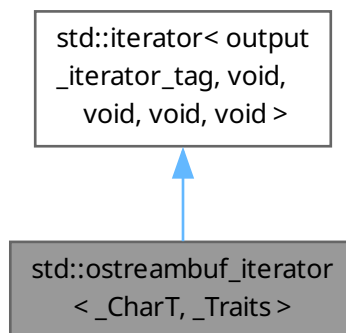 std::iterator< output
_iterator_tag, void,
void, void, void >
std::ostreambuf_iterator
< _CharT, _Traits >